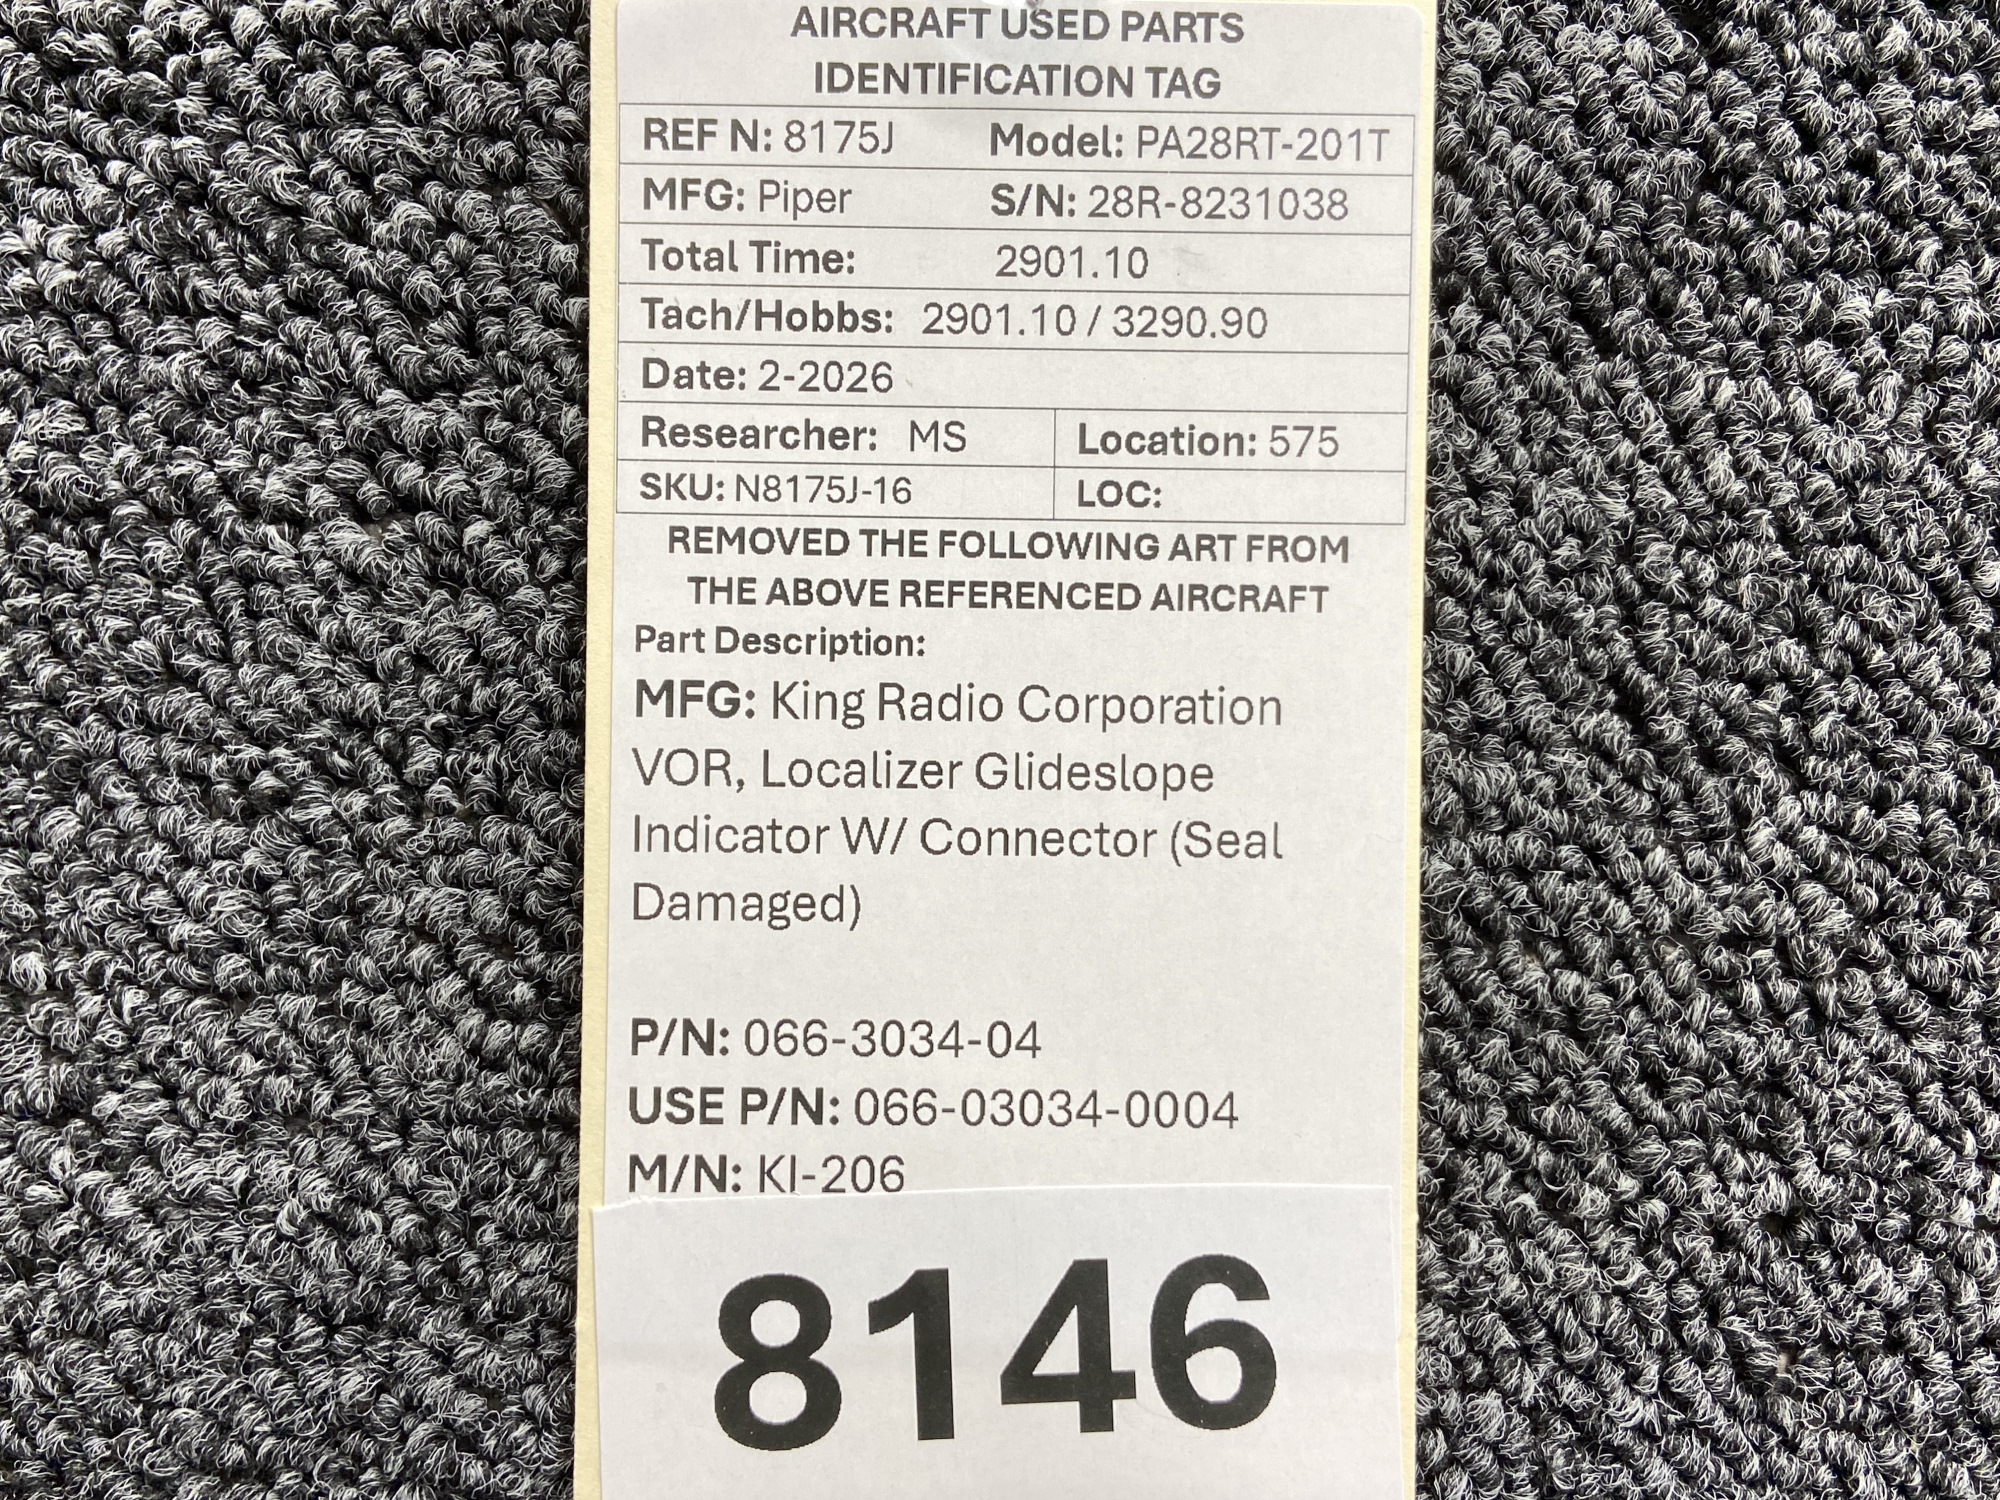 AIRCRAFT USED PARTS
IDENTIFICATION TAG
REF N: 8175J Model: PA28RT-201T
MFG: Piper S/N: 28R-8231038
Total Time: 2901.10
Tach/Hobbs: 2901.10 / 3290.90
Date: 2-2026
Researcher: MS Location: 575
SKU: N8175J-16 LOC:
REMOVED THE FOLLOWING ART FROM
THE ABOVE REFERENCED AIRCRAFT
Part Description:
MFG: King Radio Corporation
VOR, Localizer Glideslope
Indicator W/ Connector (Seal
Damaged)
P/N: 066-3034-04
USE P/N: 066-03034-0004
M/N: KI-206
8146